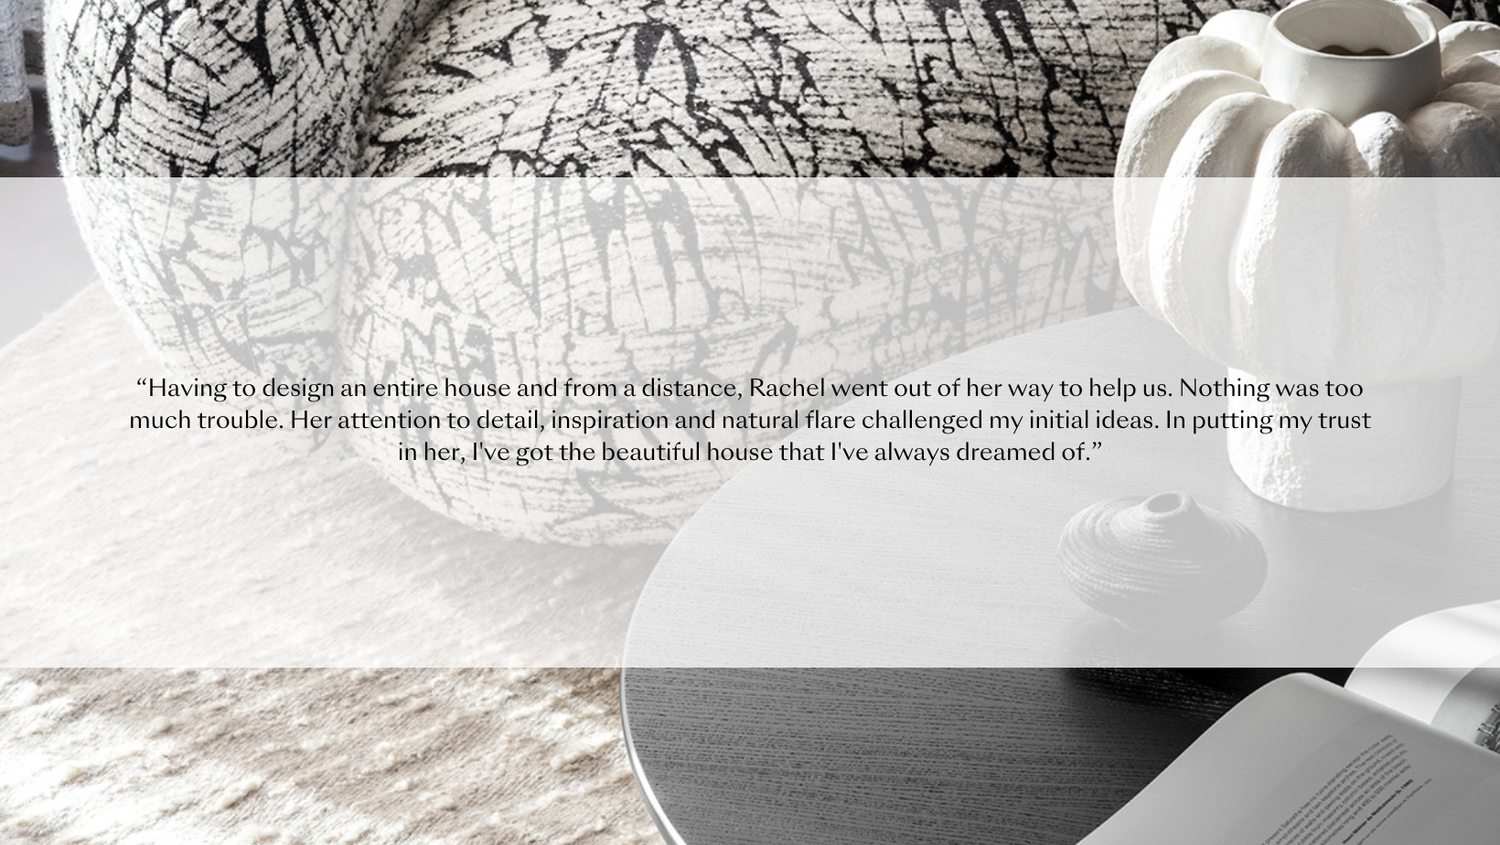 “Having to design an entire house and from a distance, Rachel went out of her way to help us. Nothing was too
much trouble. Her attention to detail, inspiration and natural flare challenged my initial ideas. In putting my trust
in her, I've got the beautiful house that I've always dreamed of.”